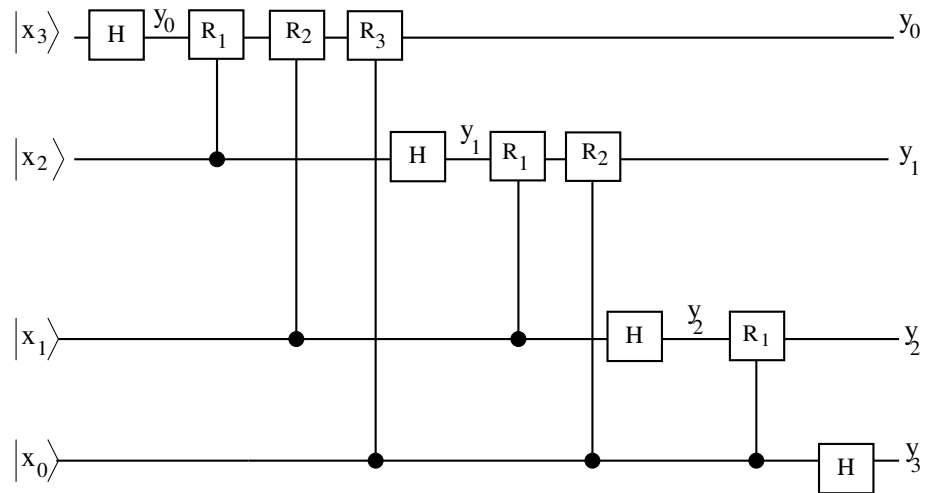 |x₃⟩ H y₀ R₁ R₂ R₃ y₀
|x₂⟩ H y₁ R₁ R₂ y₁
|x₁⟩ H y₂ R₁ y₂
|x₀⟩ H y₃